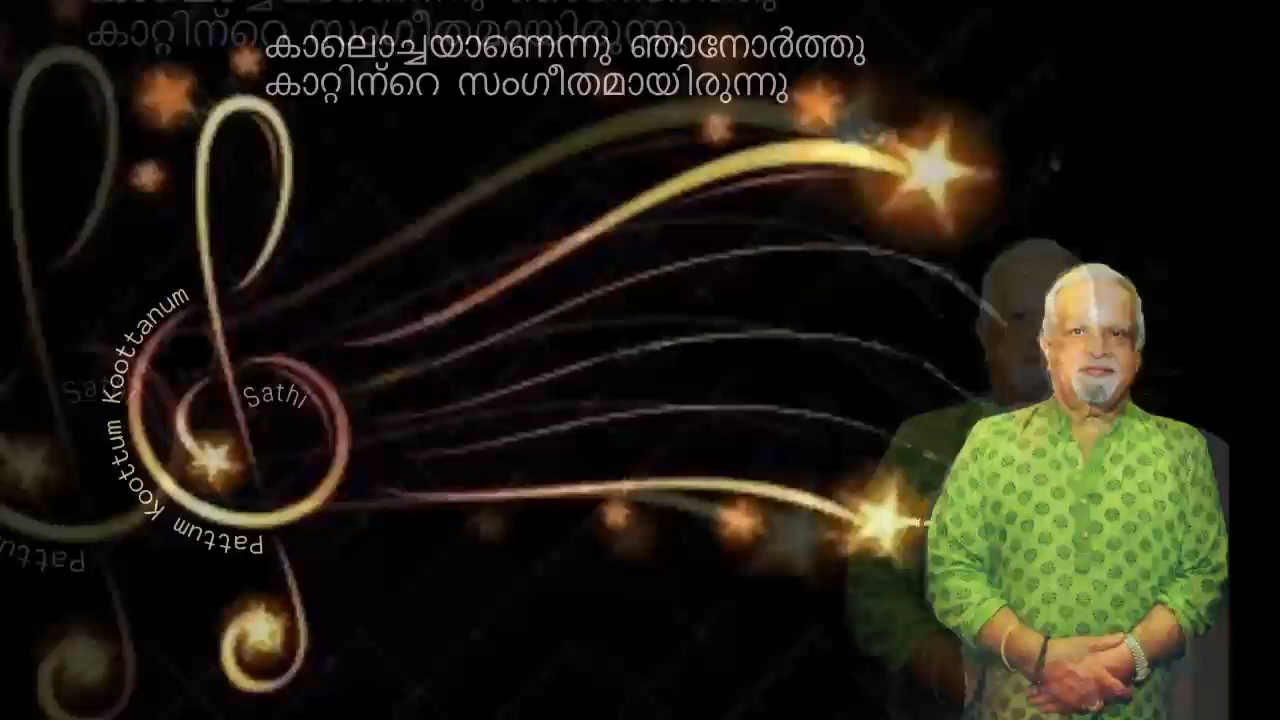 കാലൊച്ചയാണെന്നു ഞാനോർത്തു
കാറ്റിന്റെ സംഗീതമായിരുന്നു
Sathi
Pattum Koottum Koottanum